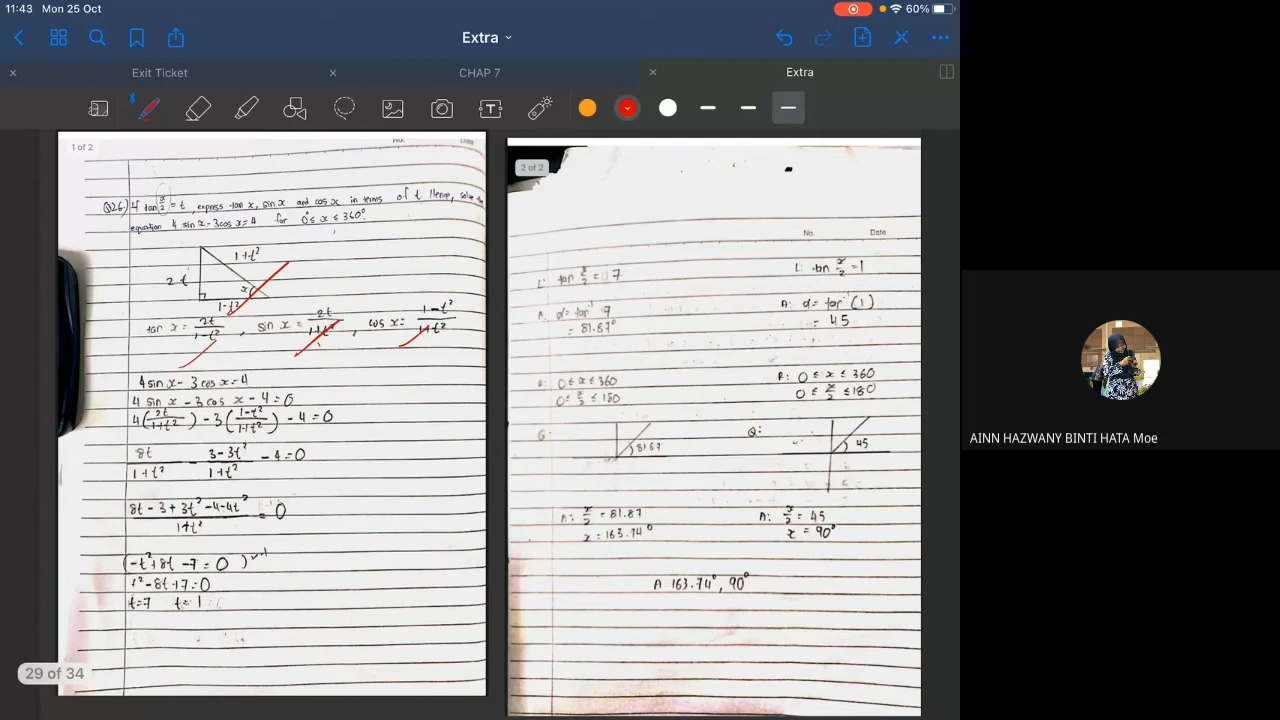 11:43 Mon 25 Oct
60%
Extra
Exit Ticket
CHAP 7
Extra
1 of 2
No.
Date
Q26.) If tan x/2 = t, express tan x, sin x and cos x in terms of t. Hence, solve the
equation 4 sin x - 3cos x = 4 for 0° ≤ x ≤ 360°.
1+t²
2t
x
1-t²
tan x = 2t/1-t² , sin x = 2t/1+t² , cos x = 1-t²/1+t²
4 sin x - 3 cos x = 4
4 sin x - 3 cos x - 4 = 0
4(2t/1+t²) - 3(1-t²/1+t²) - 4 = 0
8t/1+t² - 3-3t²/1+t² - 4 = 0
8t - 3 + 3t² - 4 - 4t²/1+t² = 0
(-t² + 8t - 7 = 0) x-1
t² - 8t + 7 = 0
t = 7 t = 1
29 of 34
2 of 2
No.
Date
L: tan x/2 = 7
L: tan x/2 = 1
A: α = tan⁻¹ 7
= 81.87°
A: α = tan⁻¹ (1)
= 45
R: 0 ≤ x ≤ 360
0 ≤ x/2 ≤ 180
R: 0 ≤ x ≤ 360
0 ≤ x/2 ≤ 180
Q:
81.87
Q:
45
A: x/2 = 81.87
x = 163.74°
A: x/2 = 45
x = 90°
A 163.74°, 90°
AINN HAZWANY BINTI HATA Moe